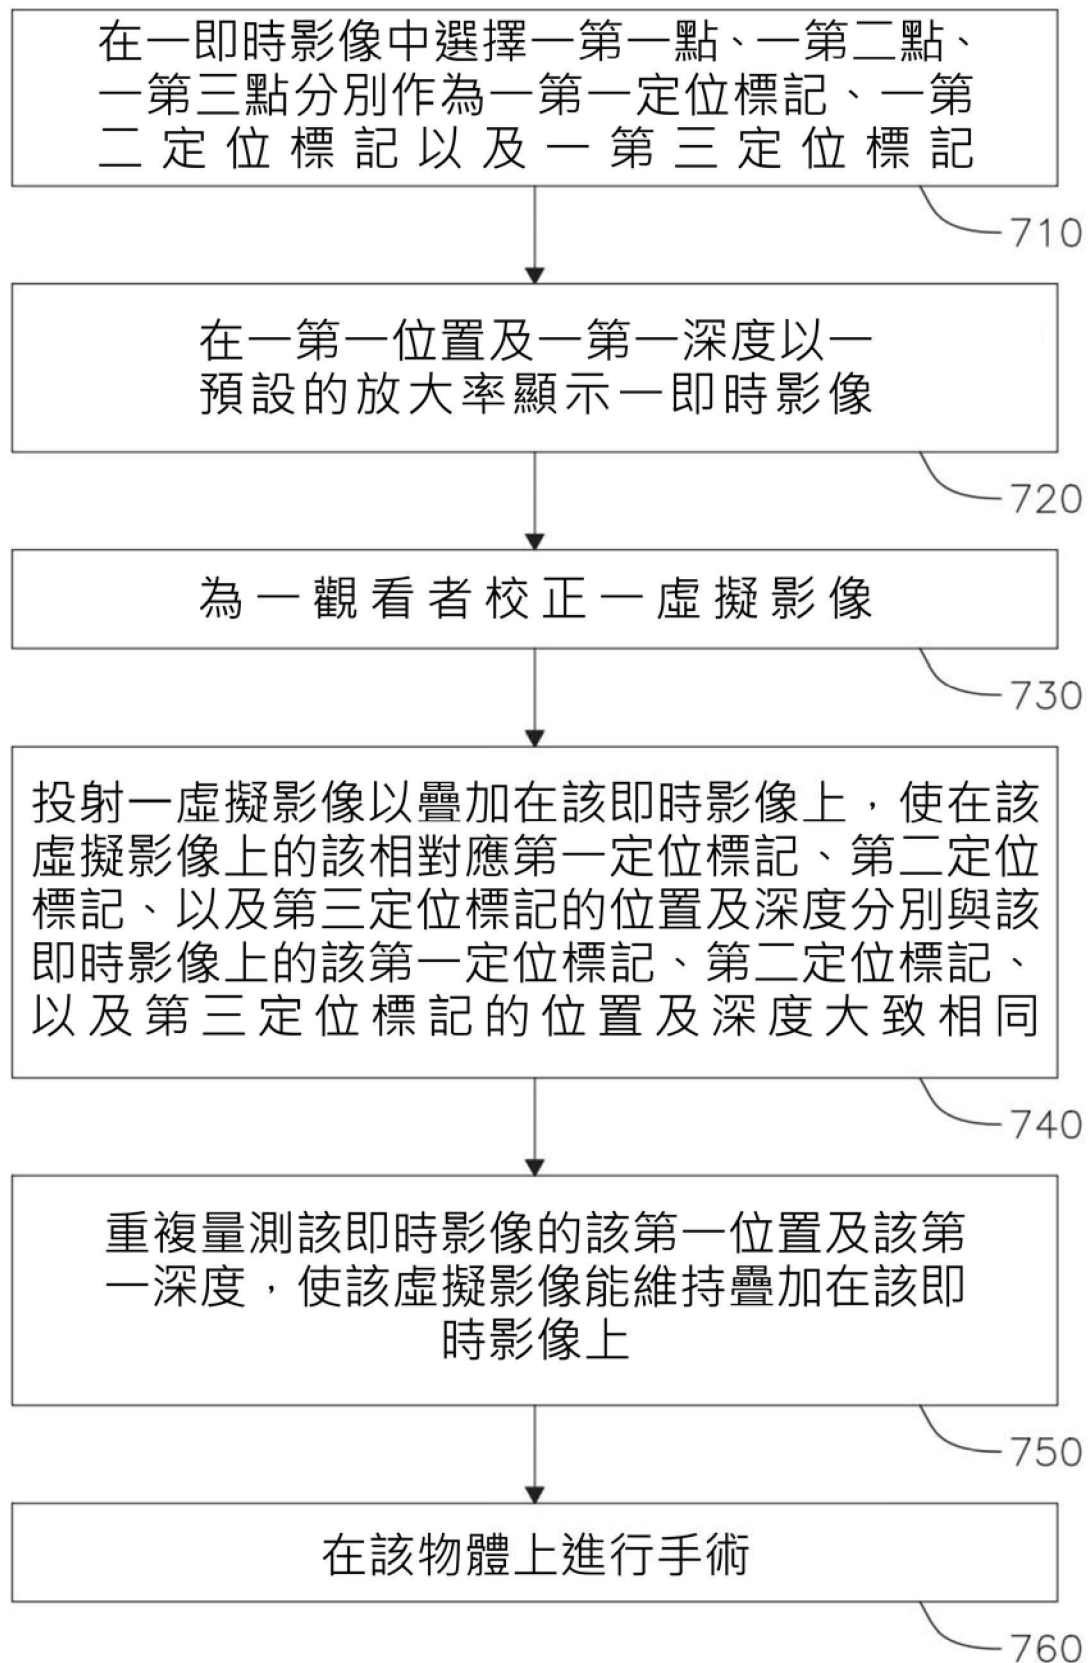 在一即時影像中選擇一第一點、一第二點、
一第三點分別作為一第一定位標記、一第
二定位標記以及一第三定位標記
710
在一第一位置及一第一深度以一
預設的放大率顯示一即時影像
720
為一觀看者校正一虛擬影像
730
投射一虛擬影像以疊加在該即時影像上，使在該
虛擬影像上的該相對應第一定位標記、第二定位
標記、以及第三定位標記的位置及深度分別與該
即時影像上的該第一定位標記、第二定位標記、
以及第三定位標記的位置及深度大致相同
740
重複量測該即時影像的該第一位置及該第
一深度，使該虛擬影像能維持疊加在該即
時影像上
750
在該物體上進行手術
760